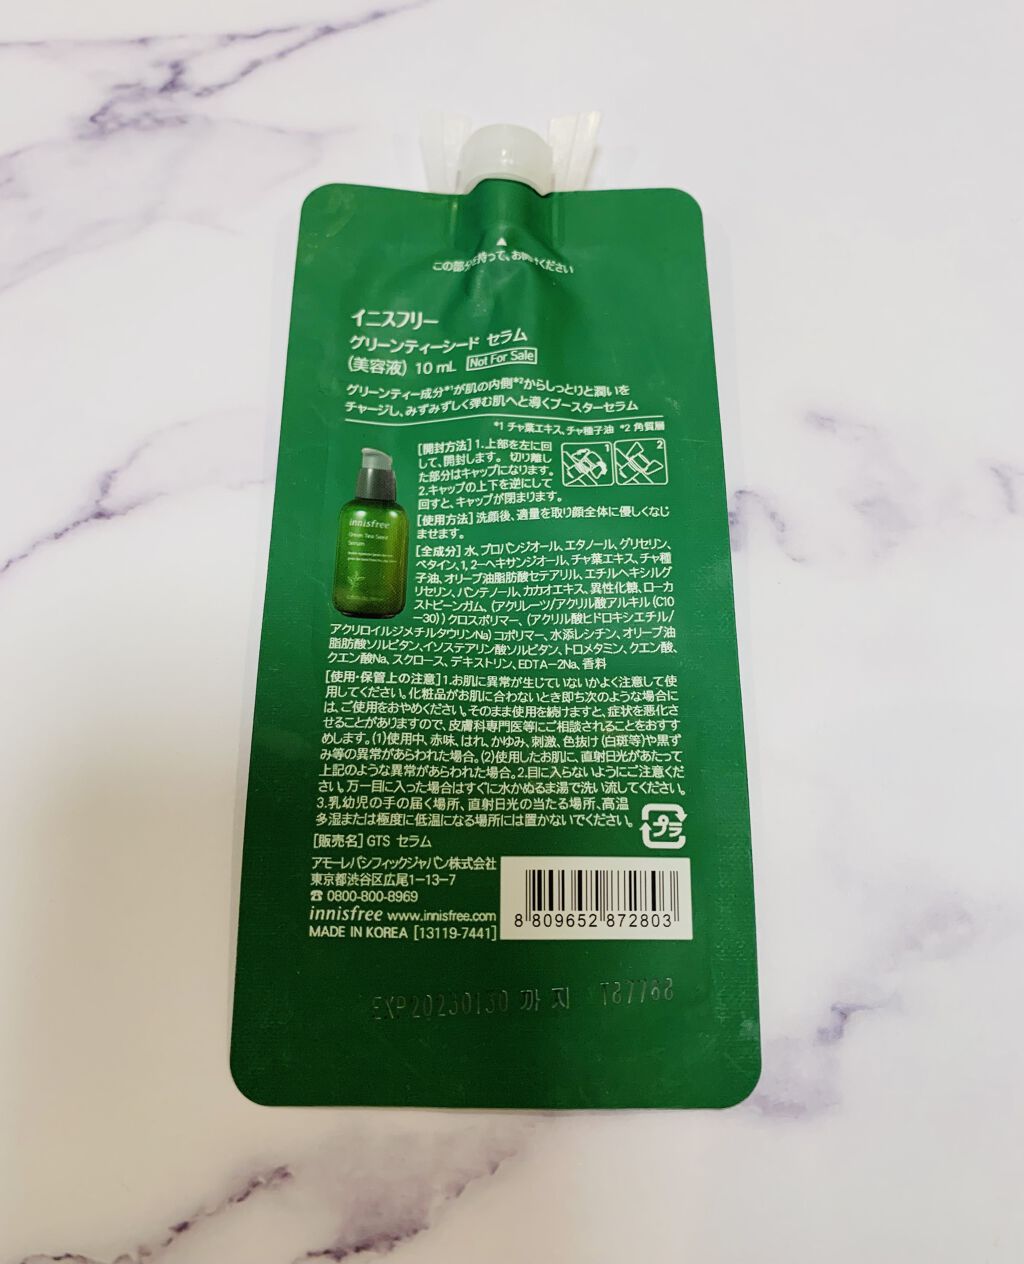 この部分を持って、お開けください
イニスフリー
グリーンティーシード セラム
(美容液) 10 mL Not For Sale
グリーンティー成分*1が肌の内側*2からしっとりと潤いを
チャージし、みずみずしく弾む肌へと導くブースターセラム
*1 チャ葉エキス、チャ種子油 *2 角質層
[開封方法] 1.上部を左に回
して、開封します。切り離し
た部分はキャップになります。
2.キャップの上下を逆にして
回すと、キャップが閉まります。
1
2
[使用方法] 洗顔後、適量を取り顔全体に優しくなじ
ませます。
innisfree
Green Tea Seed
Serum
[全成分] 水、プロパンジオール、エタノール、グリセリン、
ベタイン、1, 2-ヘキサンジオール、チャ葉エキス、チャ種
子油、オリーブ油脂肪酸セテアリル、エチルヘキシルグ
リセリン、パンテノール、カカオエキス、異性化糖、ローカ
ストビーンガム、(アクリレーツ/アクリル酸アルキル(C10
-30))クロスポリマー、(アクリル酸ヒドロキシエチル/
アクリロイルジメチルタウリンNa)コポリマー、水添レシチン、オリーブ油
脂肪酸ソルビタン、イソステアリン酸ソルビタン、トロメタミン、クエン酸、
クエン酸Na、スクロース、デキストリン、EDTA-2Na、香料
[使用・保管上の注意] 1.お肌に異常が生じていないかよく注意して使
用してください。化粧品がお肌に合わないとき即ち次のような場合に
は、ご使用をおやめください。そのまま使用を続けますと、症状を悪化さ
せることがありますので、皮膚科専門医等にご相談されることをおすす
めします。(1)使用中、赤味、はれ、かゆみ、刺激、色抜け(白斑等)や黒ず
み等の異常があらわれた場合。(2)使用したお肌に、直射日光があたって
上記のような異常があらわれた場合。2.目に入らないようにご注意くだ
さい。万一目に入った場合はすぐに水かぬるま湯で洗い流してください。
3.乳幼児の手の届く場所、直射日光の当たる場所、高温
多湿または極度に低温になる場所には置かないでください。
プラ
[販売名] GTS セラム
アモーレパシフィックジャパン株式会社
東京都渋谷区広尾1-13-7
☎ 0800-800-8969
innisfree www.innisfree.com
MADE IN KOREA [13119-7441]
8 809652 872803
EXP20230130 까지 T87768